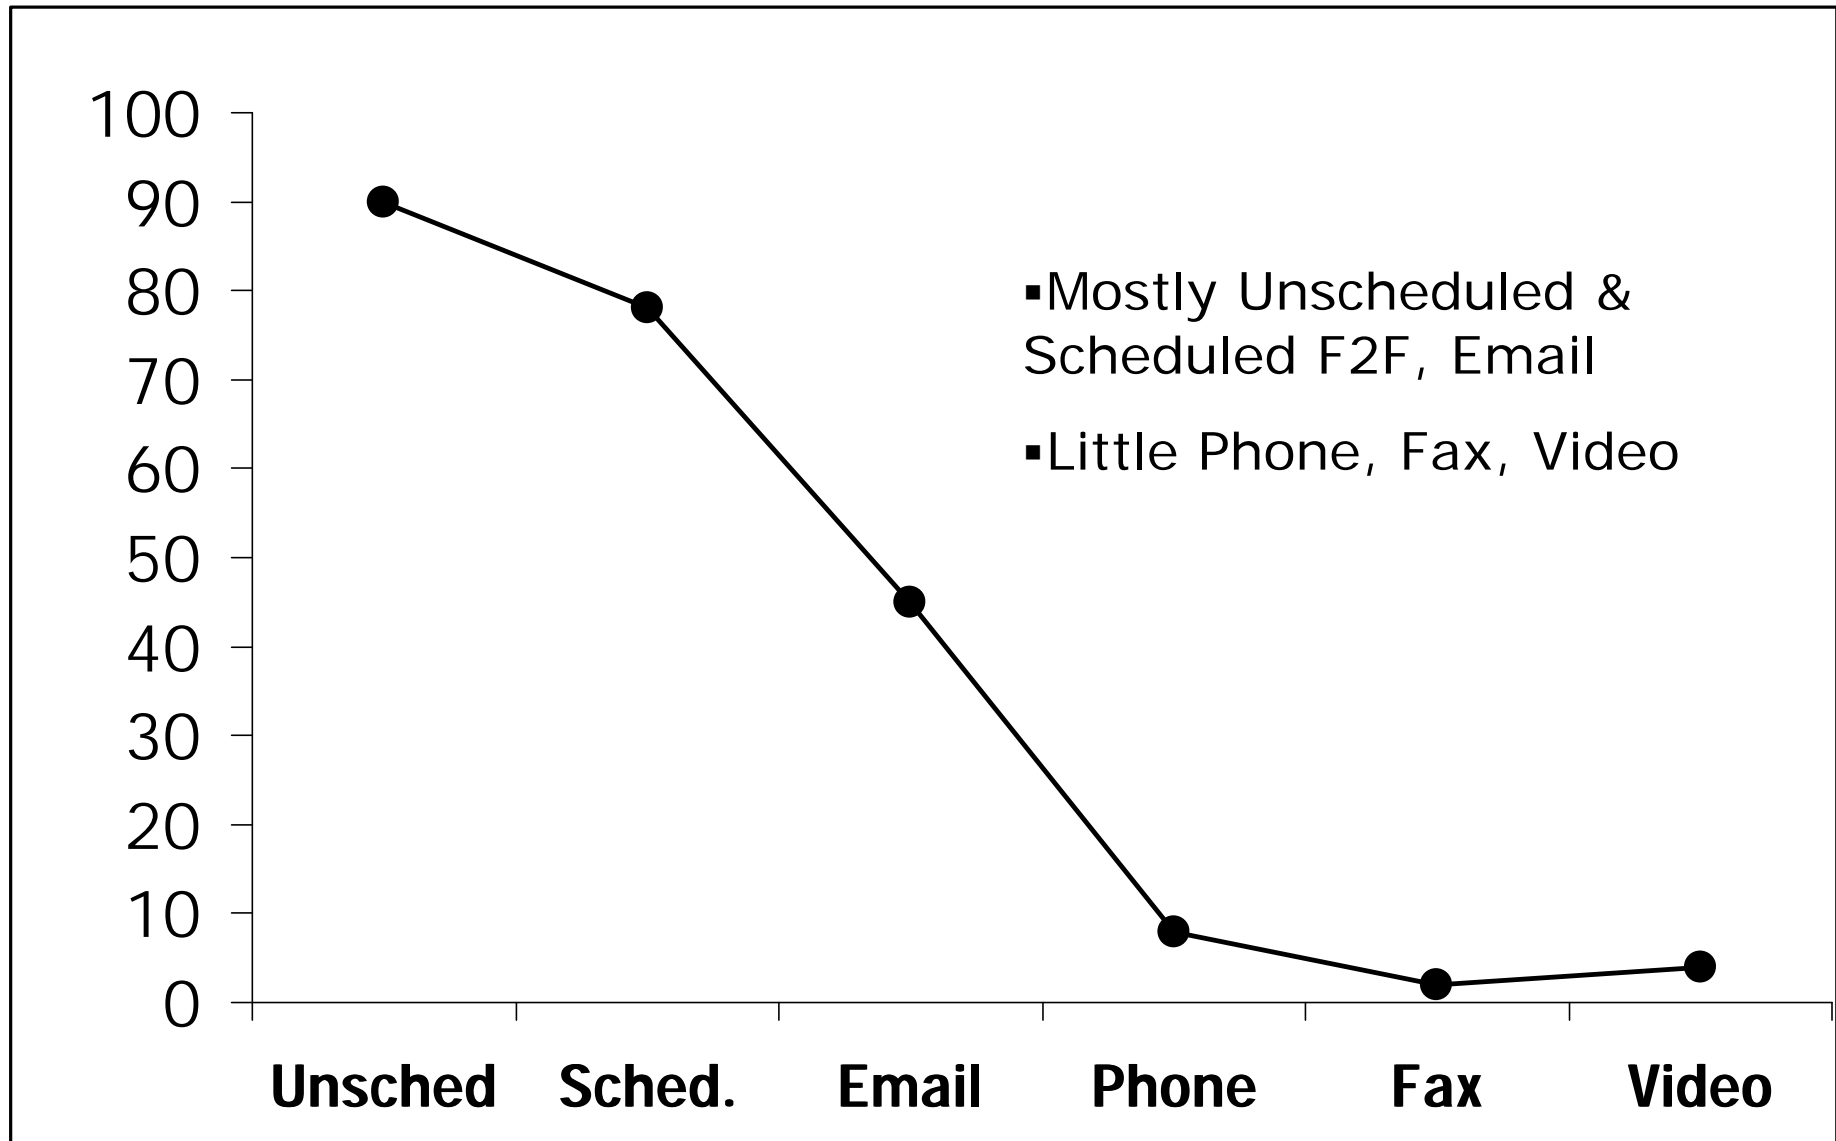 100
90
80
70
60
50
40
30
20
10
0
▪Mostly Unscheduled &
Scheduled F2F, Email
▪Little Phone, Fax, Video
Unsched Sched. Email Phone Fax Video